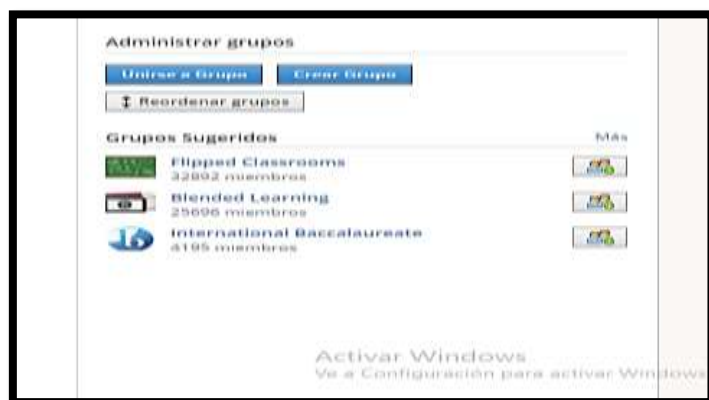 Administrar grupos
Unirse a Grupo Crear Grupo
↕ Reordenar grupos
Grupos Sugeridos Más
Flipped Classrooms
32892 miembros
Blended Learning
25696 miembros
International Baccalaureate
4195 miembros
Activar Windows
Ve a Configuración para activar Windows